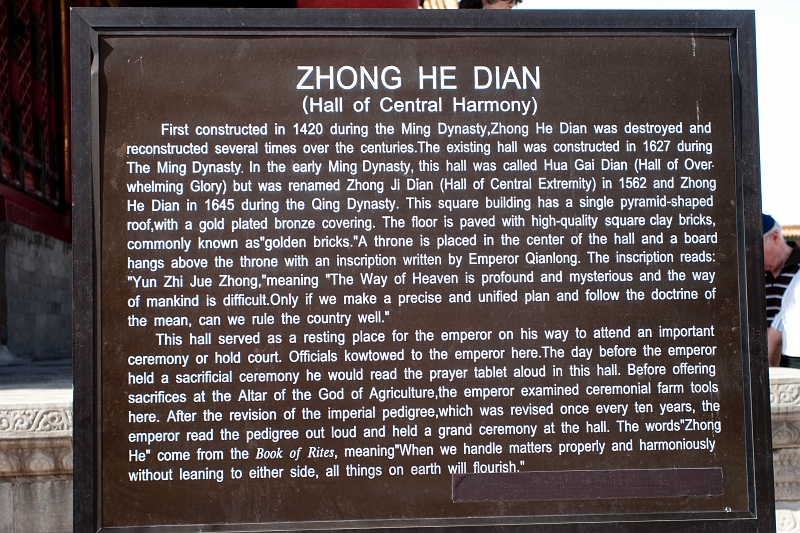 ZHONG HE DIAN
(Hall of Central Harmony)
First constructed in 1420 during the Ming Dynasty,Zhong He Dian was destroyed and
reconstructed several times over the centuries.The existing hall was constructed in 1627 during
The Ming Dynasty. In the early Ming Dynasty, this hall was called Hua Gai Dian (Hall of Over-
whelming Glory) but was renamed Zhong Ji Dian (Hall of Central Extremity) in 1562 and Zhong
He Dian in 1645 during the Qing Dynasty. This square building has a single pyramid-shaped
roof,with a gold plated bronze covering. The floor is paved with high-quality square clay bricks,
commonly known as"golden bricks."A throne is placed in the center of the hall and a board
hangs above the throne with an inscription written by Emperor Qianlong. The inscription reads:
"Yun Zhi Jue Zhong,"meaning "The Way of Heaven is profound and mysterious and the way
of mankind is difficult.Only if we make a precise and unified plan and follow the doctrine of
the mean, can we rule the country well."
This hall served as a resting place for the emperor on his way to attend an important
ceremony or hold court. Officials kowtowed to the emperor here.The day before the emperor
held a sacrificial ceremony he would read the prayer tablet aloud in this hall. Before offering
sacrifices at the Altar of the God of Agriculture,the emperor examined ceremonial farm tools
here. After the revision of the imperial pedigree,which was revised once every ten years, the
emperor read the pedigree out loud and held a grand ceremony at the hall. The words"Zhong
He" come from the Book of Rites, meaning"When we handle matters properly and harmoniously
without leaning to either side, all things on earth will flourish."